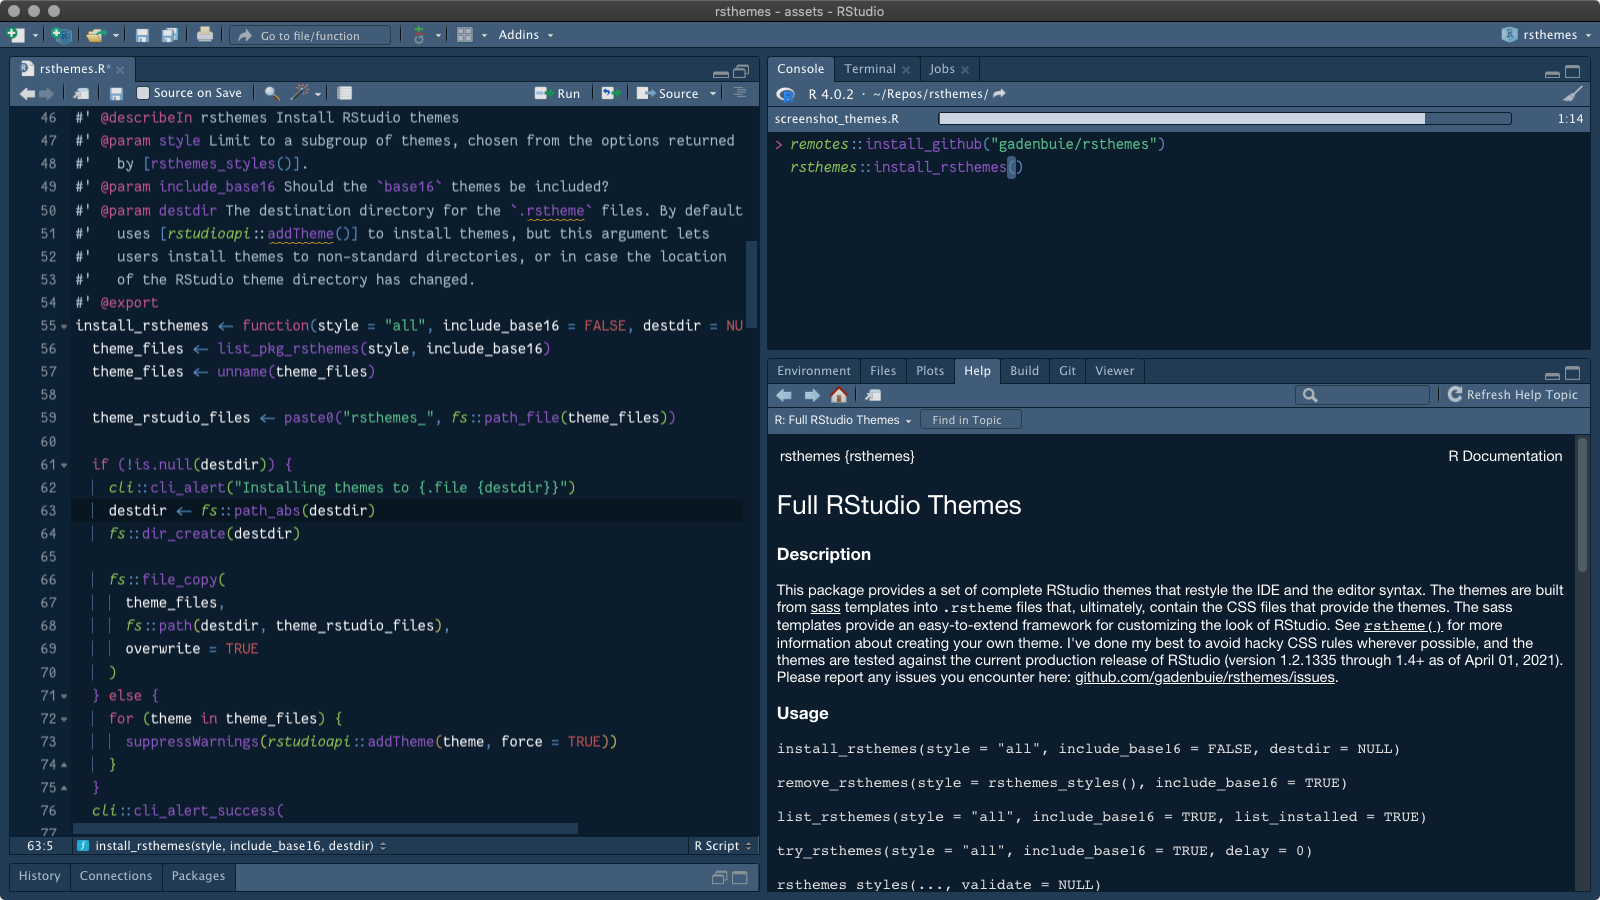 rsthemes - assets - RStudio
Go to file/function
Addins
rsthemes
rsthemes.R*
Source on Save
Run
Source
46 #' @describeIn rsthemes Install RStudio themes
47 #' @param style Limit to a subgroup of themes, chosen from the options returned
48 #'   by [rsthemes_styles()].
49 #' @param include_base16 Should the `base16` themes be included?
50 #' @param destdir The destination directory for the `.rstheme` files. By default
51 #'   uses [rstudioapi::addTheme()] to install themes, but this argument lets
52 #'   users install themes to non-standard directories, or in case the location
53 #'   of the RStudio theme directory has changed.
54 #' @export
55 install_rsthemes <- function(style = "all", include_base16 = FALSE, destdir = NU
56   theme_files <- list_pkg_rsthemes(style, include_base16)
57   theme_files <- unname(theme_files)
58
59   theme_rstudio_files <- paste0("rsthemes_", fs::path_file(theme_files))
60
61   if (!is.null(destdir)) {
62     cli::cli_alert("Installing themes to {.file {destdir}}")
63     destdir <- fs::path_abs(destdir)
64     fs::dir_create(destdir)
65
66     fs::file_copy(
67       theme_files,
68       fs::path(destdir, theme_rstudio_files),
69       overwrite = TRUE
70     )
71   } else {
72     for (theme in theme_files) {
73       suppressWarnings(rstudioapi::addTheme(theme, force = TRUE))
74     }
75   }
76   cli::cli_alert_success(
77
63:5
install_rsthemes(style, include_base16, destdir)
R Script
History
Connections
Packages
Console
Terminal
Jobs
R 4.0.2 · ~/Repos/rsthemes/
screenshot_themes.R
1:14
> remotes::install_github("gadenbuie/rsthemes")
rsthemes::install_rsthemes()
Environment
Files
Plots
Help
Build
Git
Viewer
Refresh Help Topic
R: Full RStudio Themes
Find in Topic
rsthemes {rsthemes}
R Documentation
Full RStudio Themes
Description
This package provides a set of complete RStudio themes that restyle the IDE and the editor syntax. The themes are built
from sass templates into .rstheme files that, ultimately, contain the CSS files that provide the themes. The sass
templates provide an easy-to-extend framework for customizing the look of RStudio. See rstheme() for more
information about creating your own theme. I've done my best to avoid hacky CSS rules wherever possible, and the
themes are tested against the current production release of RStudio (version 1.2.1335 through 1.4+ as of April 01, 2021).
Please report any issues you encounter here: github.com/gadenbuie/rsthemes/issues.
Usage
install_rsthemes(style = "all", include_base16 = FALSE, destdir = NULL)
remove_rsthemes(style = rsthemes_styles(), include_base16 = TRUE)
list_rsthemes(style = "all", include_base16 = TRUE, list_installed = TRUE)
try_rsthemes(style = "all", include_base16 = TRUE, delay = 0)
rsthemes_styles(..., validate = NULL)